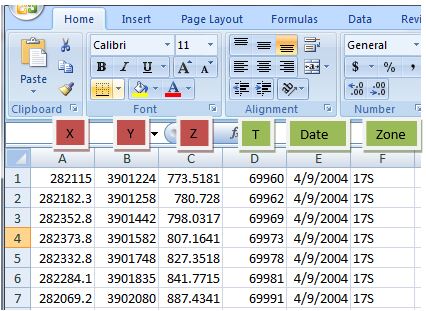 Home Insert Page Layout Formulas Data Revi
Calibri 11 General
Paste B I U A A $ % ,
A .00 .00
Clipboard Font Alignment Number
X Y Z T Date Zone
A B C D E F
1 282115 3901224 773.5181 69960 4/9/2004 17S
2 282182.3 3901258 780.728 69962 4/9/2004 17S
3 282352.8 3901442 798.0317 69969 4/9/2004 17S
4 282373.8 3901582 807.1641 69973 4/9/2004 17S
5 282332.8 3901748 827.3518 69978 4/9/2004 17S
6 282284.1 3901835 841.7715 69981 4/9/2004 17S
7 282069.2 3902080 887.4341 69991 4/9/2004 17S